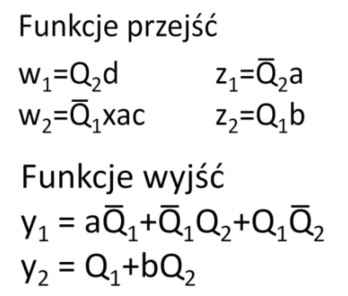 Funkcje przejść
w₁=Q₂d z₁=Q̅₂a
w₂=Q̅₁xac z₂=Q₁b
Funkcje wyjść
y₁ = aQ̅₁+Q̅₁Q₂+Q₁Q̅₂
y₂ = Q₁+bQ₂